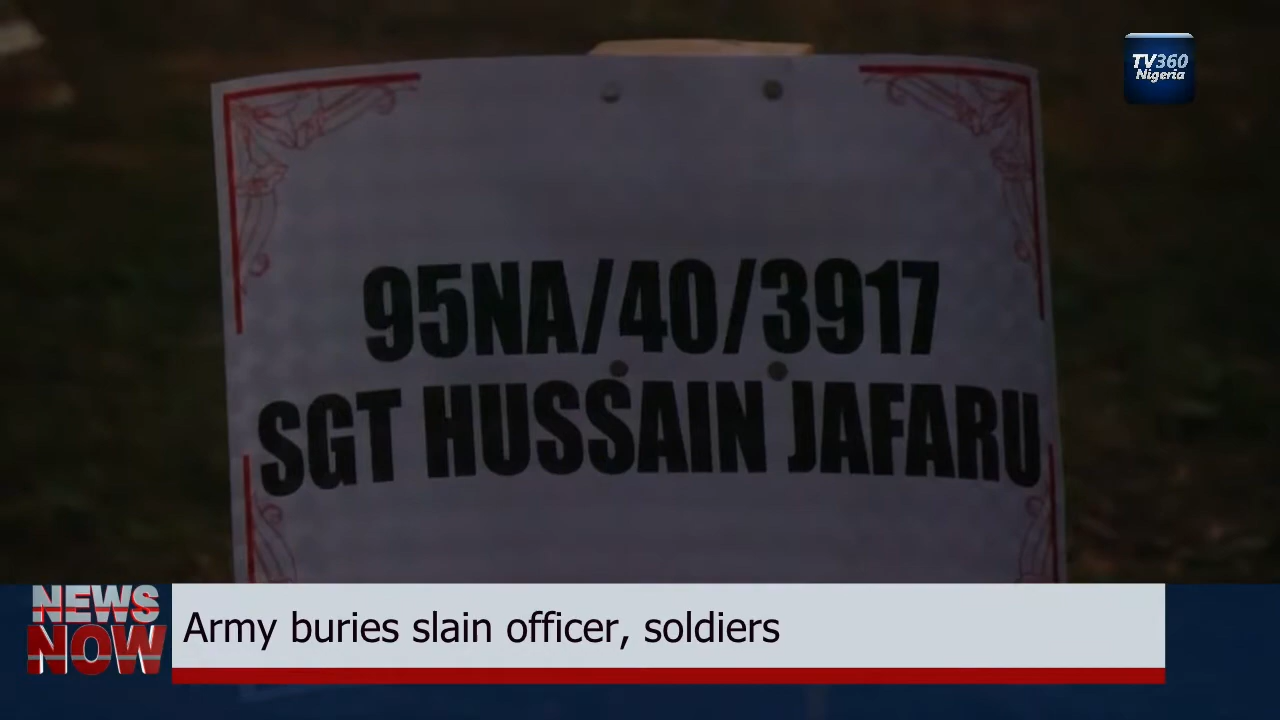 TV360
Nigeria
95NA/40/3917
SGT HUSSAIN JAFARU
NEWS
NOW
Army buries slain officer, soldiers